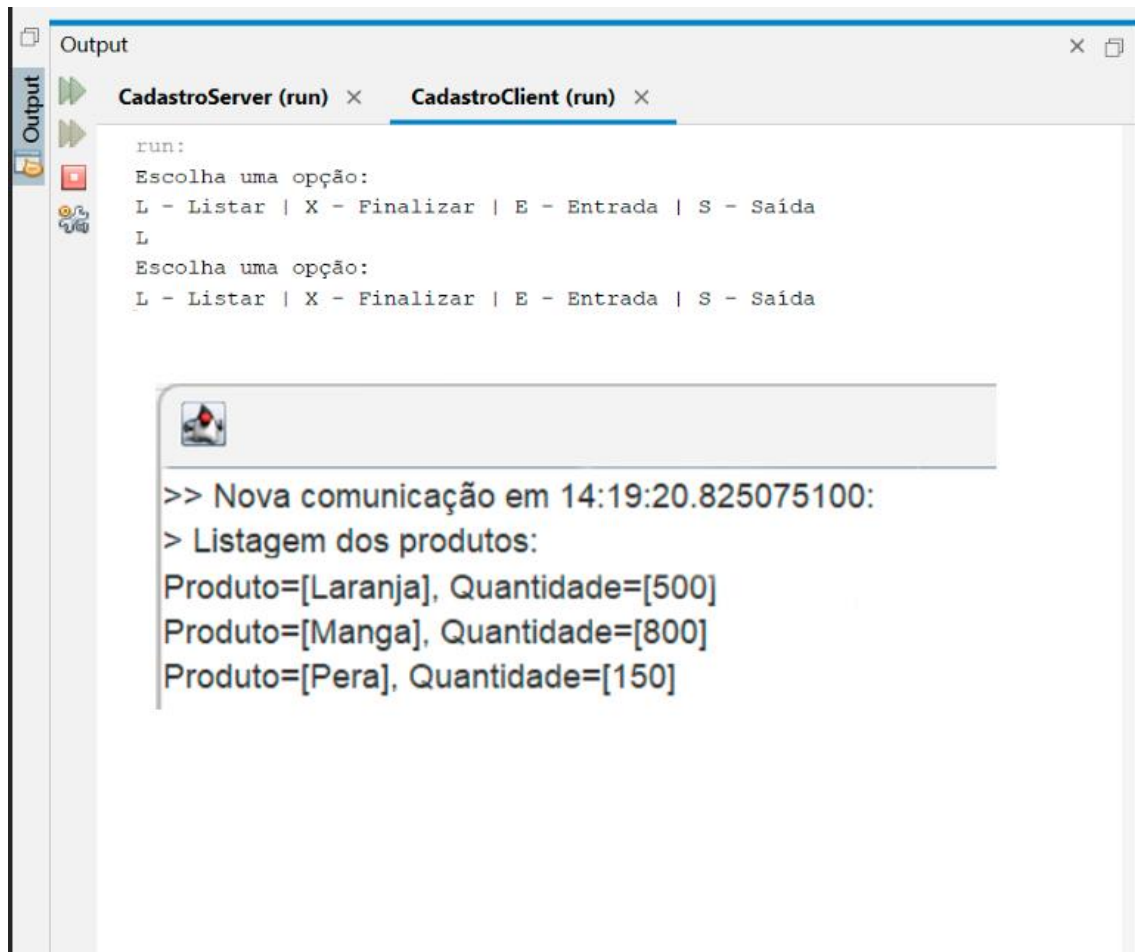 Output
Output
CadastroServer (run) × CadastroClient (run) ×
run:
Escolha uma opção:
L - Listar | X - Finalizar | E - Entrada | S - Saída
L
Escolha uma opção:
L - Listar | X - Finalizar | E - Entrada | S - Saída
>> Nova comunicação em 14:19:20.825075100:
> Listagem dos produtos:
Produto=[Laranja], Quantidade=[500]
Produto=[Manga], Quantidade=[800]
Produto=[Pera], Quantidade=[150]